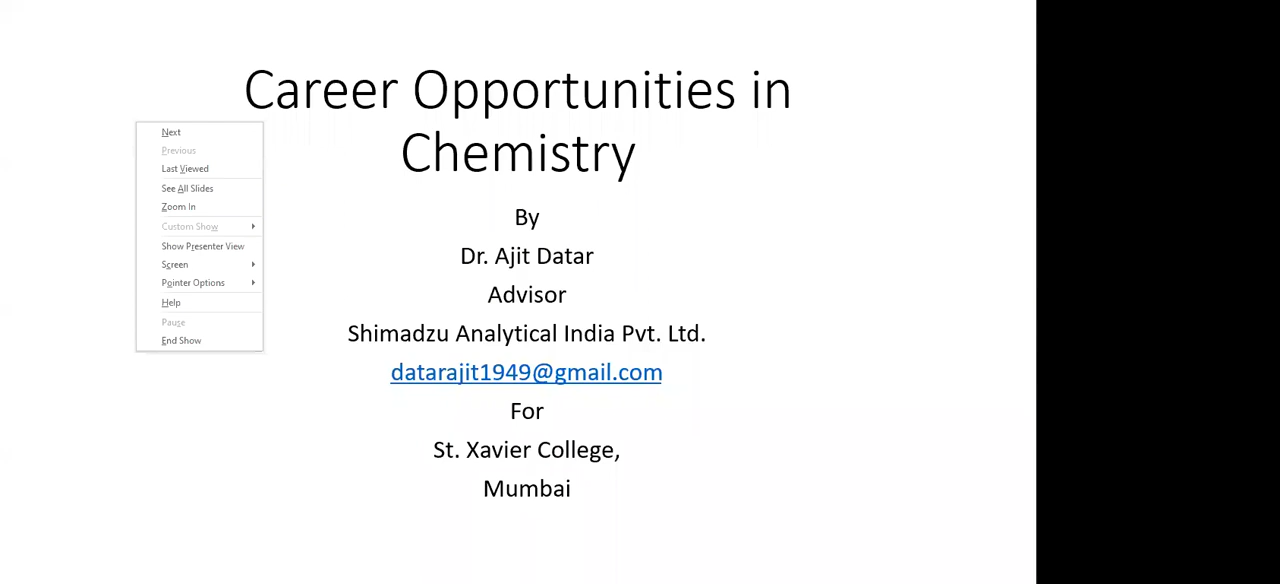 Career Opportunities in
Chemistry
Next
Previous
Last Viewed
See All Slides
Zoom In
Custom Show
Show Presenter View
Screen
Pointer Options
Help
Pause
End Show
By
Dr. Ajit Datar
Advisor
Shimadzu Analytical India Pvt. Ltd.
datarajit1949@gmail.com
For
St. Xavier College,
Mumbai